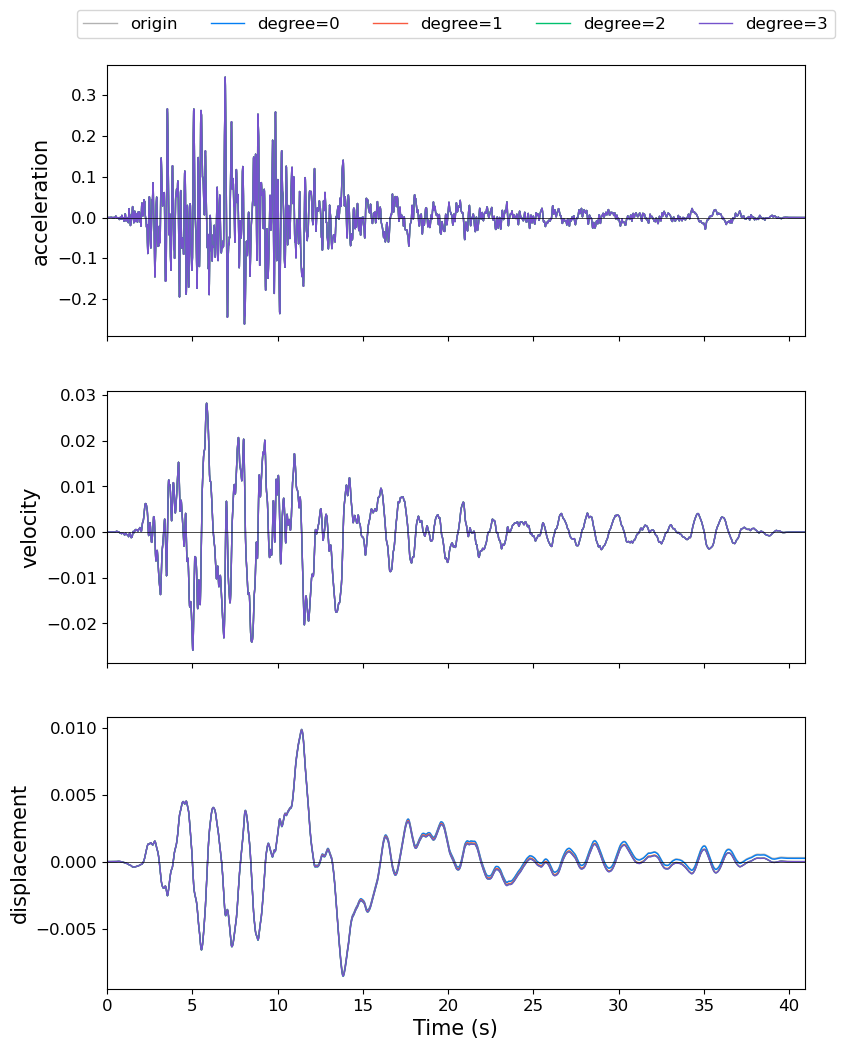 origin degree=0 degree=1 degree=2 degree=3
0.3
0.2
0.1
0.0
−0.1
−0.2
acceleration
0.03
0.02
0.01
0.00
−0.01
−0.02
velocity
0.010
0.005
0.000
−0.005
displacement
0 5 10 15 20 25 30 35 40
Time (s)